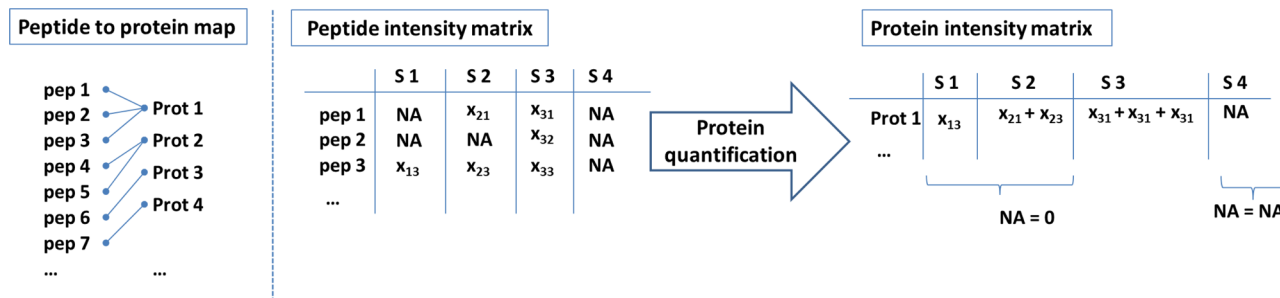 Peptide to protein map
pep 1
pep 2
pep 3
pep 4
pep 5
pep 6
pep 7
...
Prot 1
Prot 2
Prot 3
Prot 4
...
Peptide intensity matrix
S 1 S 2 S 3 S 4
pep 1 NA x₂₁ x₃₁ NA
pep 2 NA NA x₃₂ NA
pep 3 x₁₃ x₂₃ x₃₃ NA
...
Protein
quantification
Protein intensity matrix
S 1 S 2 S 3 S 4
Prot 1 x₁₃ x₂₁ + x₂₃ x₃₁ + x₃₁ + x₃₁ NA
...
NA = 0
NA = NA